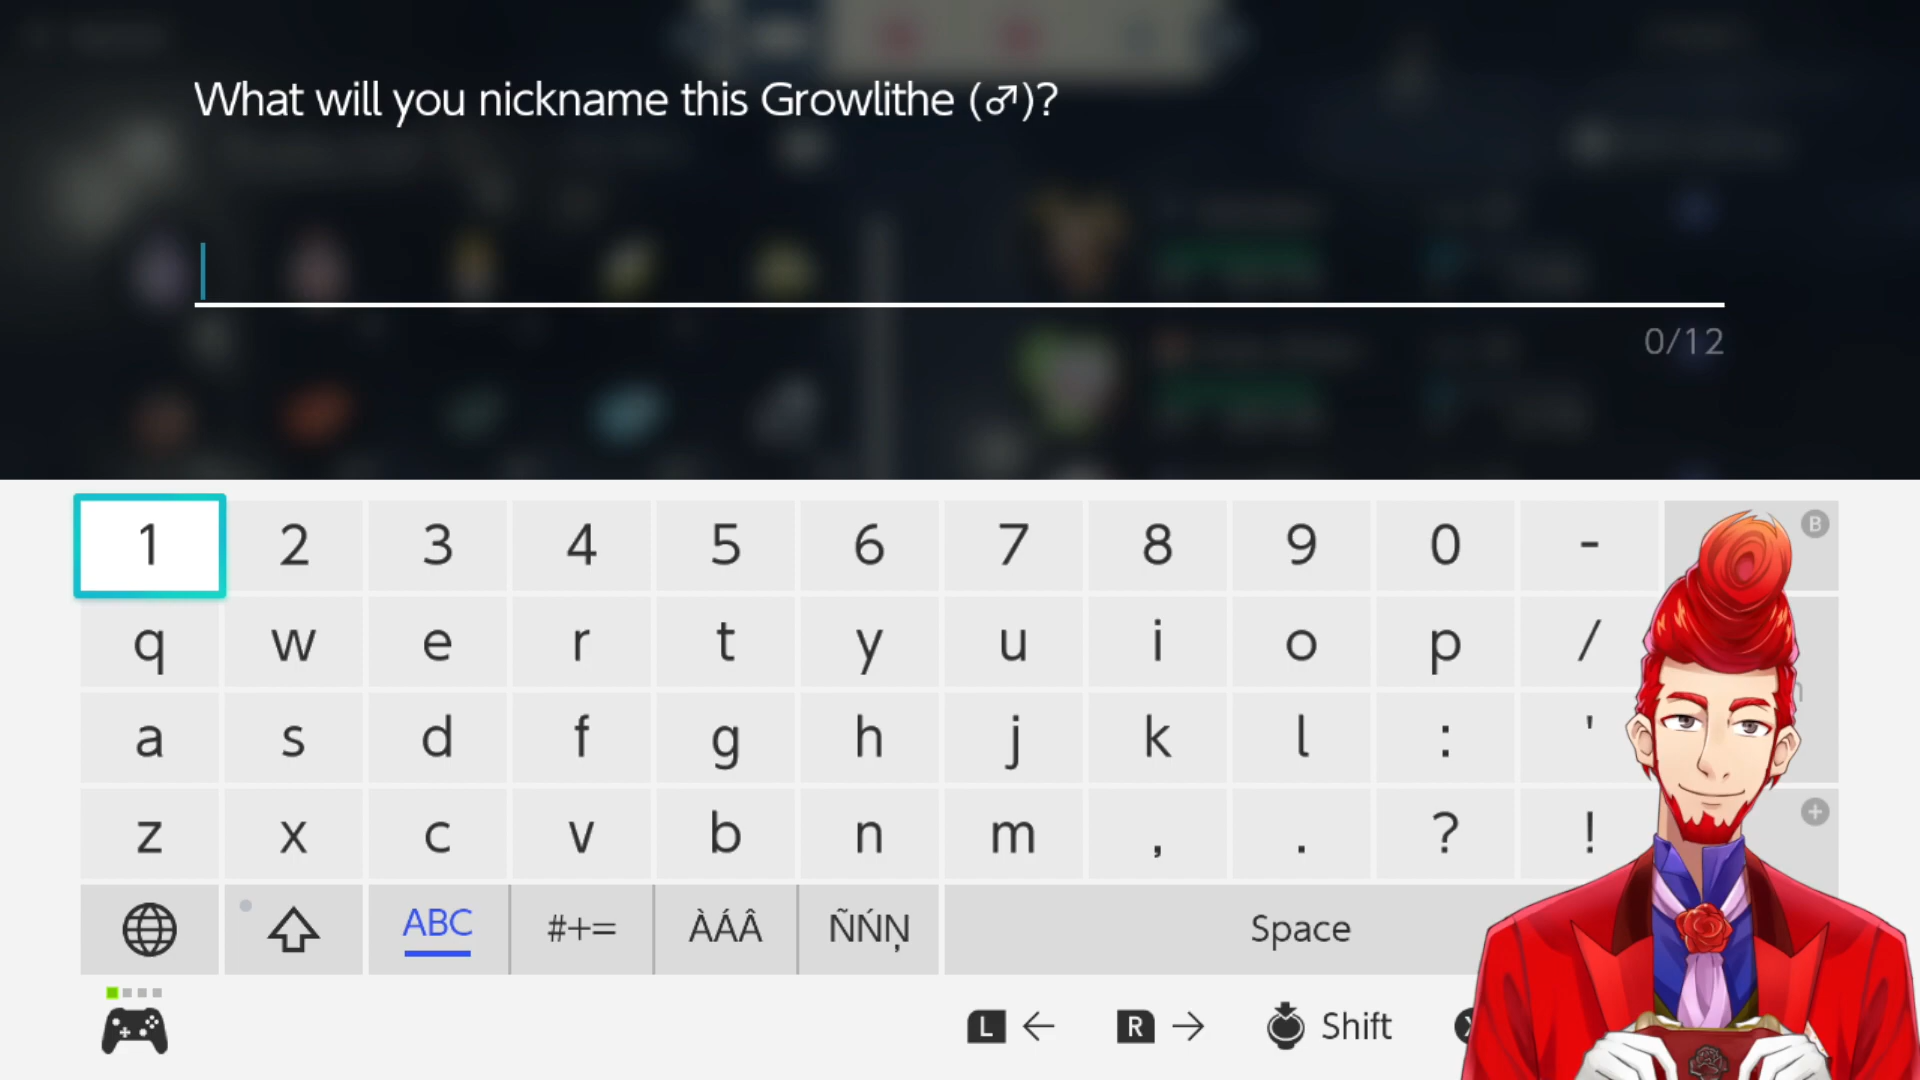 What will you nickname this Growlithe (♂)?
0/12
1 2 3 4 5 6 7 8 9 0 - B
q w e r t y u i o p /
a s d f g h j k l : '
z x c v b n m , . ? ! +
ABC #+= ÀÁÂ ÑŃŅ Space
L ← R → Shift